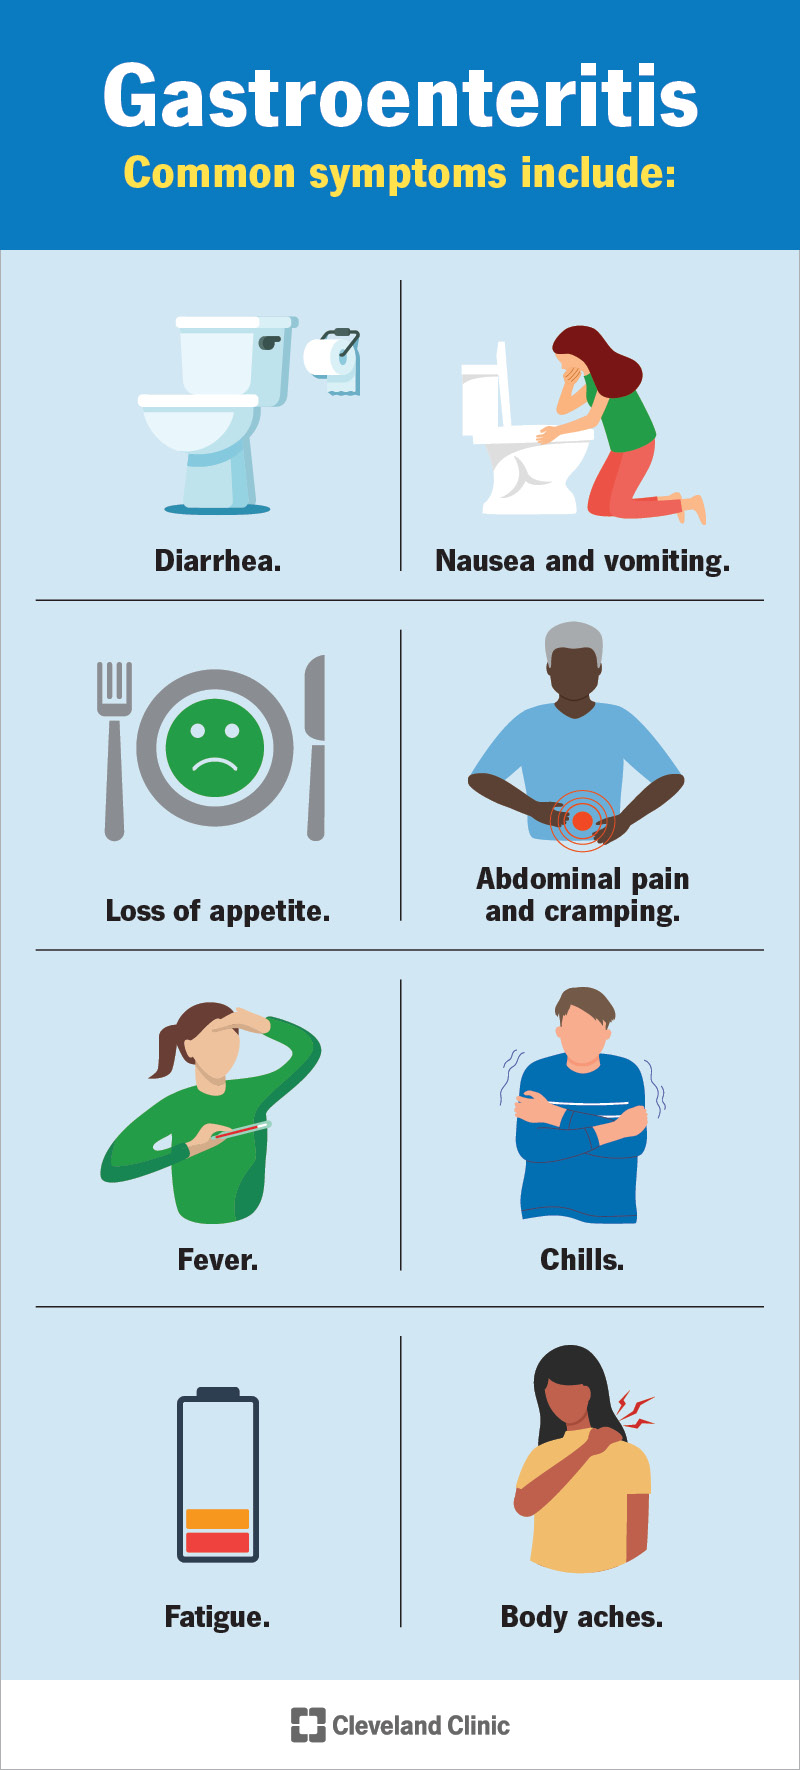 Gastroenteritis
Common symptoms include:
Diarrhea.
Nausea and vomiting.
Loss of appetite.
Abdominal pain
and cramping.
Fever.
Chills.
Fatigue.
Body aches.
Cleveland Clinic